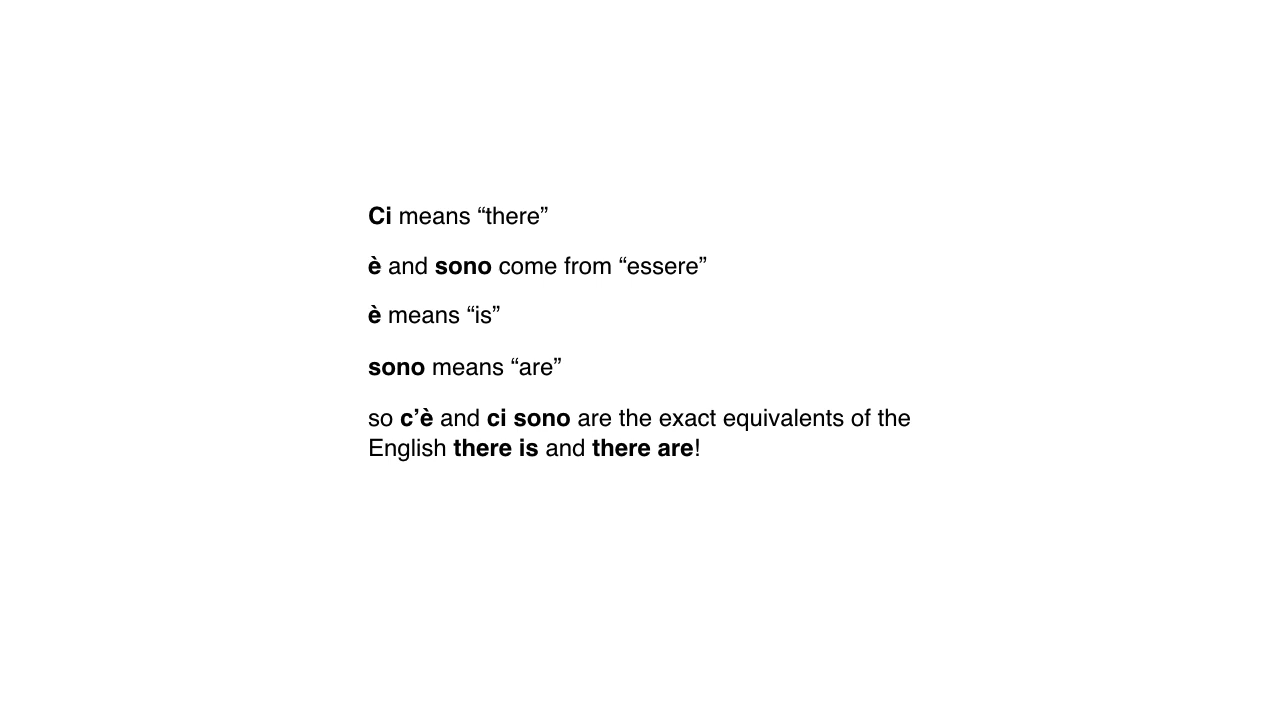 Ci means “there”
è and sono come from “essere”
è means “is”
sono means “are”
so c’è and ci sono are the exact equivalents of the
English there is and there are!